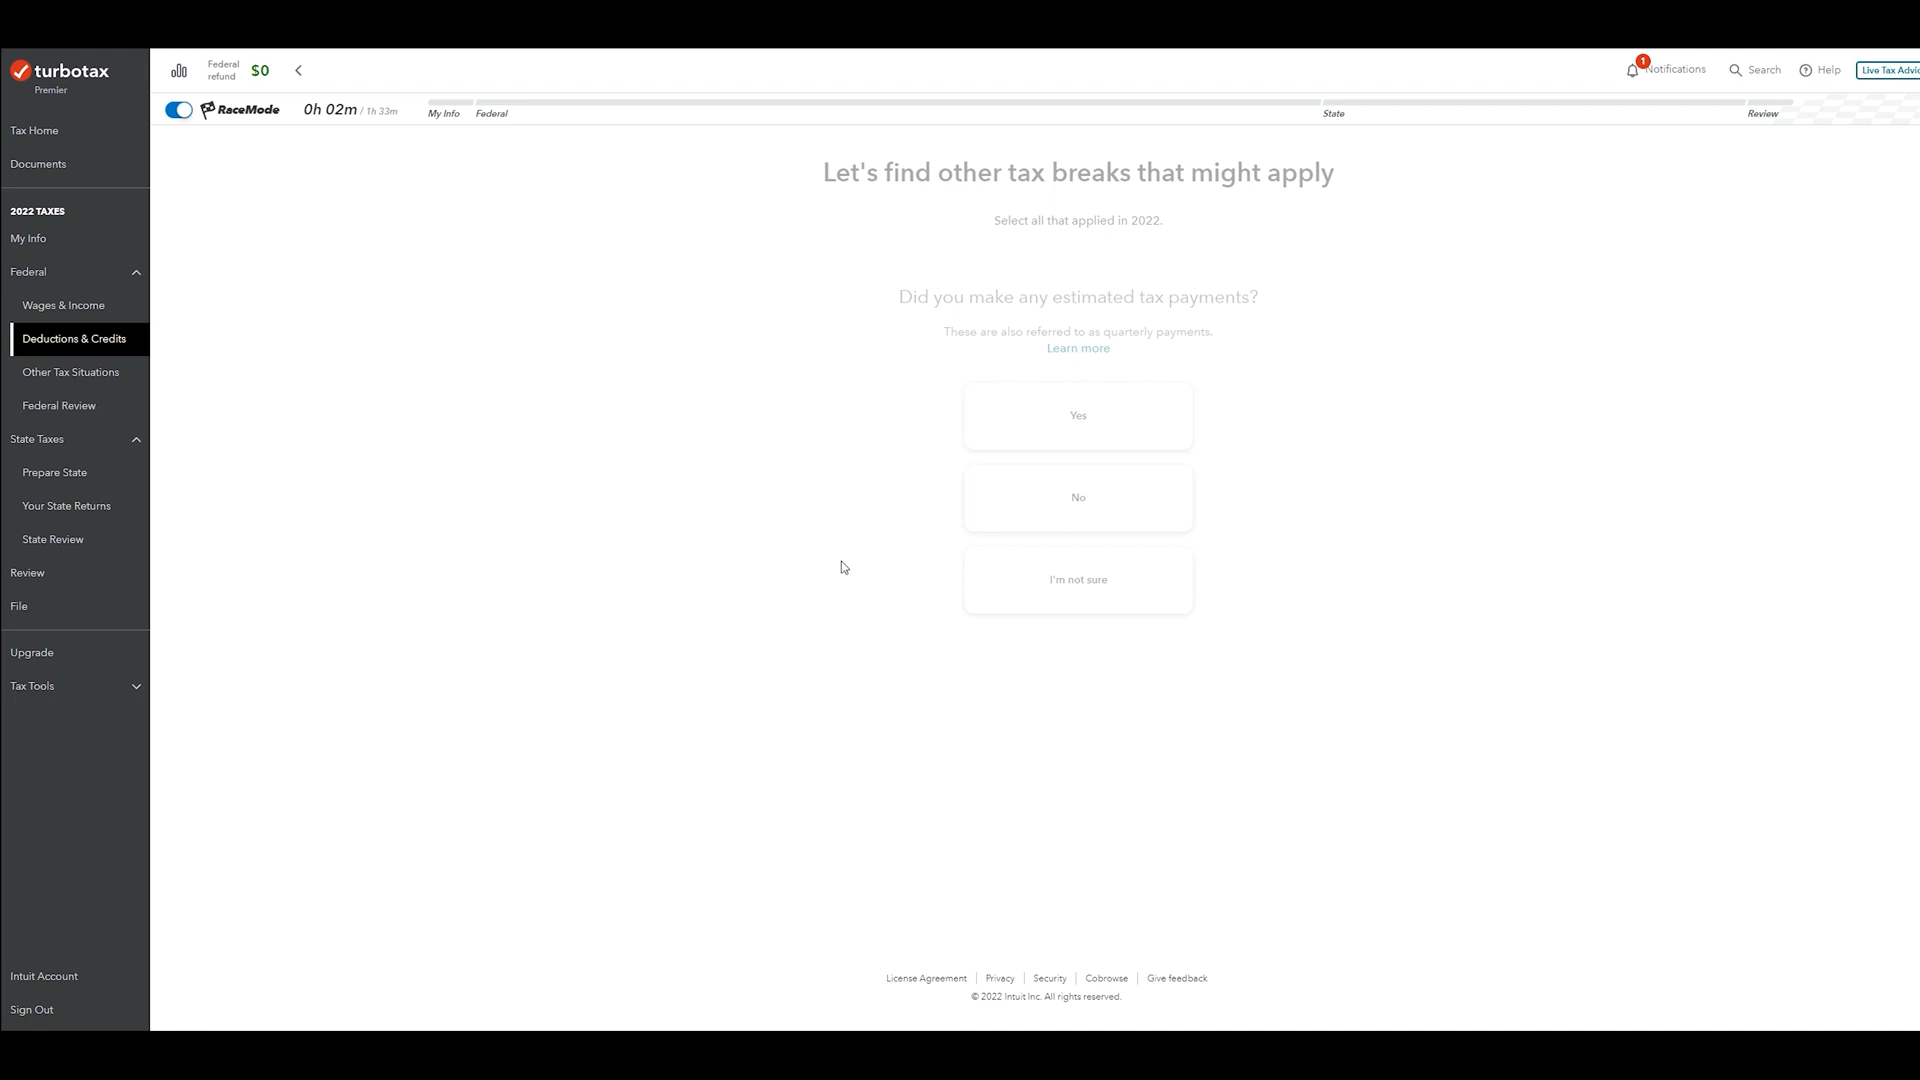 turbotax
Premier
Tax Home
Documents
2022 TAXES
My Info
Federal
Wages & Income
Deductions & Credits
Other Tax Situations
Federal Review
State Taxes
Prepare State
Your State Returns
State Review
Review
File
Upgrade
Tax Tools
Intuit Account
Sign Out
Federal
refund
$0
1
Notifications
Search
Help
Live Tax Advic
RaceMode
0h 02m / 1h 33m
My Info
Federal
State
Review
Let's find other tax breaks that might apply
Select all that applied in 2022.
Did you make any estimated tax payments?
These are also referred to as quarterly payments.
Learn more
Yes
No
I'm not sure
License Agreement
Privacy
Security
Cobrowse
Give feedback
© 2022 Intuit Inc. All rights reserved.